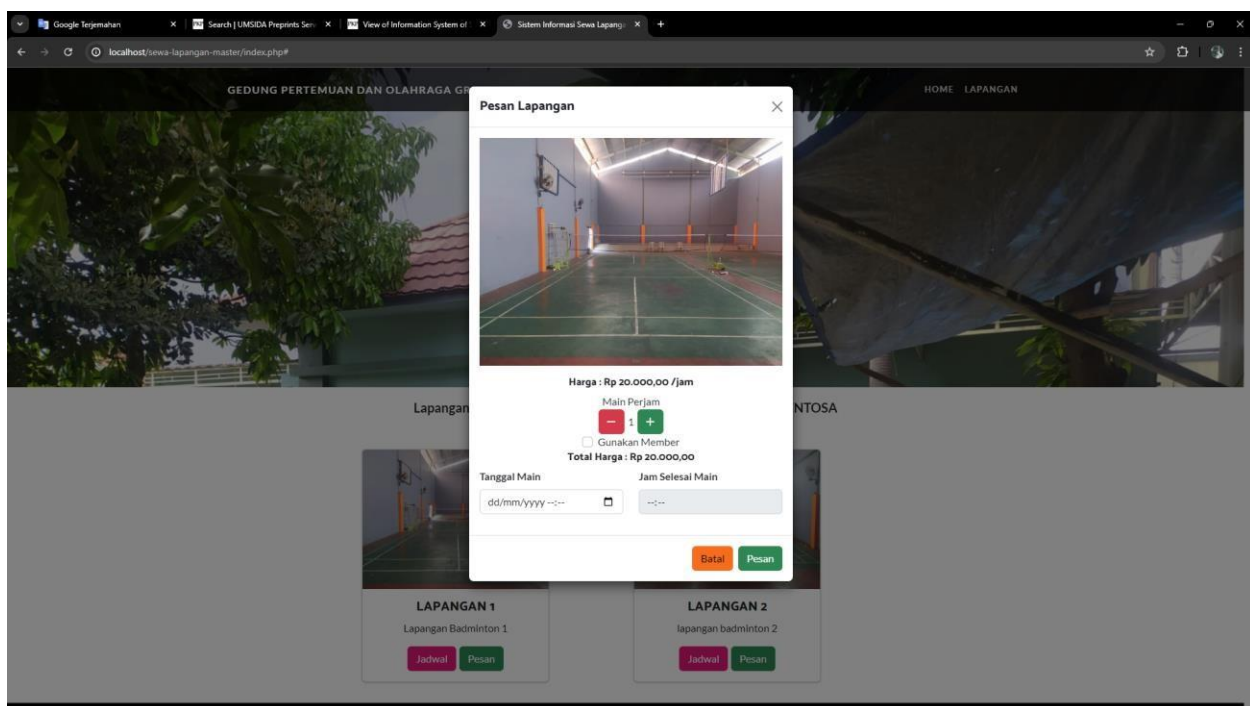 Google Terjemahan
Search | UMSIDA Preprints Ser
View of Information System of
Sistem Informasi Sewa Lapang
localhost/sewa-lapangan-master/index.php#
GEDUNG PERTEMUAN DAN OLAHRAGA
HOME LAPANGAN
Pesan Lapangan
Harga : Rp 20.000,00 /jam
Main Perjam
− 1 +
Gunakan Member
Total Harga : Rp 20.000,00
Tanggal Main Jam Selesai Main
dd/mm/yyyy --:-- --:--
Batal Pesan
Lapangan
NTOSA
LAPANGAN 1
Lapangan Badminton 1
Jadwal Pesan
LAPANGAN 2
lapangan badminton 2
Jadwal Pesan